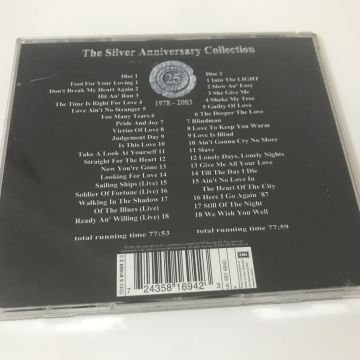 The Silver Anniversary Collection
25
1978 - 2003
Disc 1
Fool For Your Loving 1
Don't Break My Heart Again 2
Hit An' Run 3
The Time Is Right For Love 4
Love Ain't No Stranger 5
Too Many Tears 6
Pride And Joy 7
Victim Of Love 8
Judgement Day 9
Is This Love 10
Take A Look At Yourself 11
Straight For The Heart 12
Now You're Gone 13
Looking For Love 14
Sailing Ships (Live) 15
Soldier Of Fortune (Live) 16
Walking In The Shadow 17
Of The Blues (Live)
Ready An' Willing (Live) 18
total running time 77:53
Disc 2
1 Into The LIGHT
2 Slow An' Easy
3 She Give Me
4 Shake My Tree
5 Guilty Of Love
6 The Deeper The Love
7 Blindman
8 Love To Keep You Warm
9 Love Is Blind
10 Ain't Gonna Cry No More
11 Slave
12 Lonely Days, Lonely Nights
13 Give Me All Your Love
14 Till The Day I Die
15 Ain't No Love In
The Heart Of The City
16 Here I Go Again '87
17 Still Of The Night
18 We Wish You Well
total running time 77:59
7 24358 16942 3
EMI